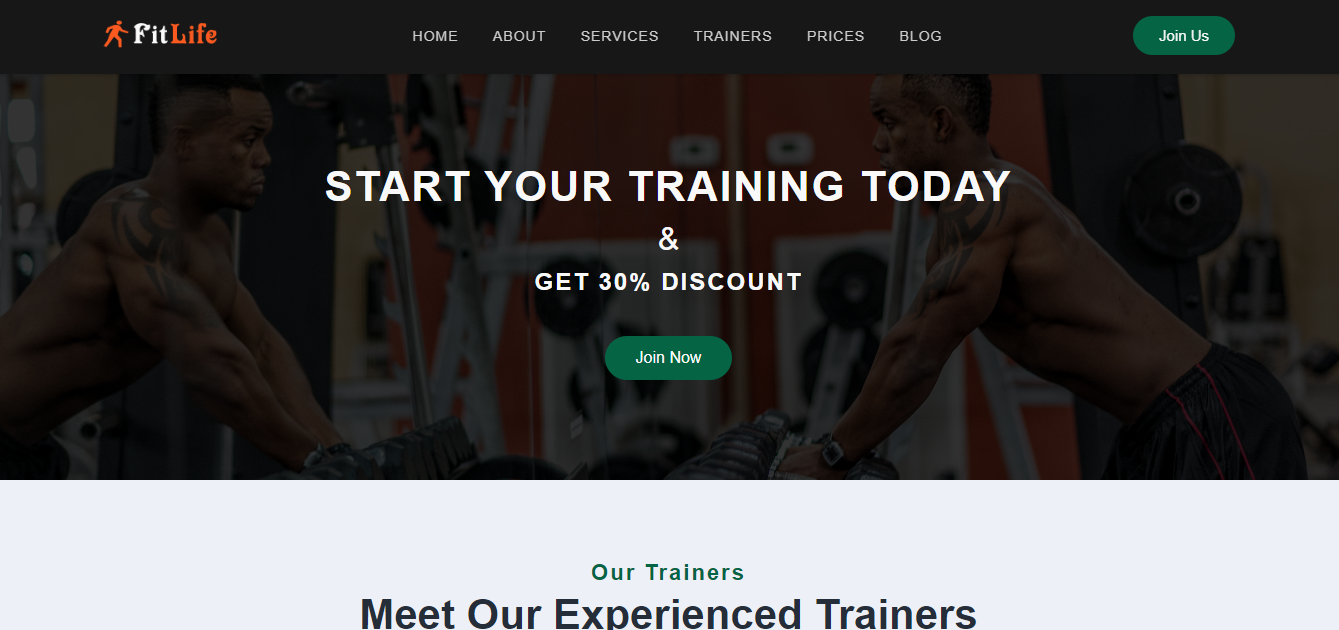 FitLife
HOME ABOUT SERVICES TRAINERS PRICES BLOG
Join Us
START YOUR TRAINING TODAY
&
GET 30% DISCOUNT
Join Now
Our Trainers
Meet Our Experienced Trainers